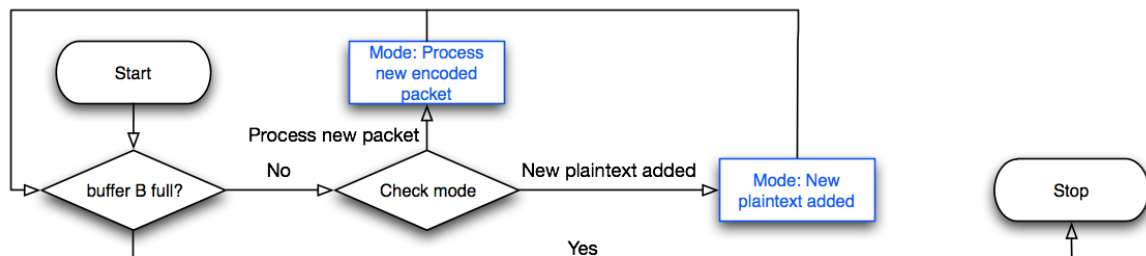 Mode: Process
new encoded
packet
Start
Process new packet
No
New plaintext added
buffer B full?
Check mode
Mode: New
plaintext added
Stop
Yes